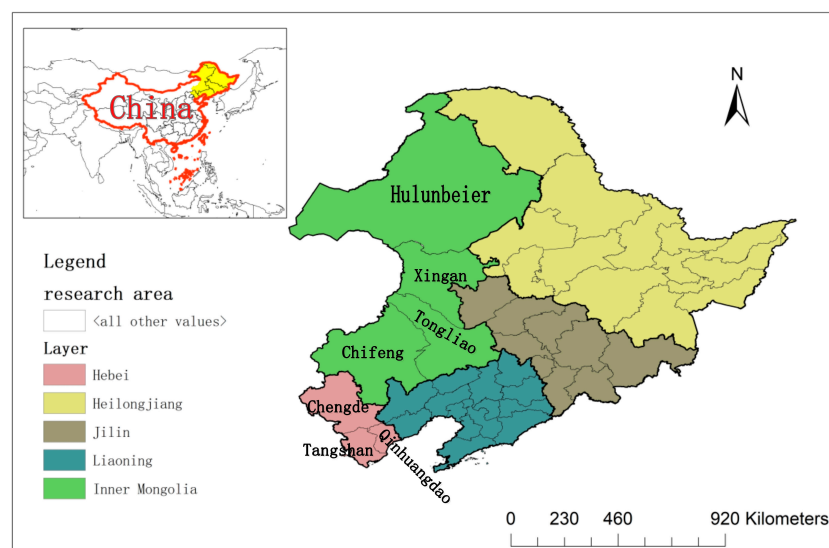 China
N
Hulunbeier
Xingan
Tongliao
Chifeng
Chengde
Tangshan
Qinhuangdao
Legend
research area
<all other values>
Layer
Hebei
Heilongjiang
Jilin
Liaoning
Inner Mongolia
0 230 460 920 Kilometers